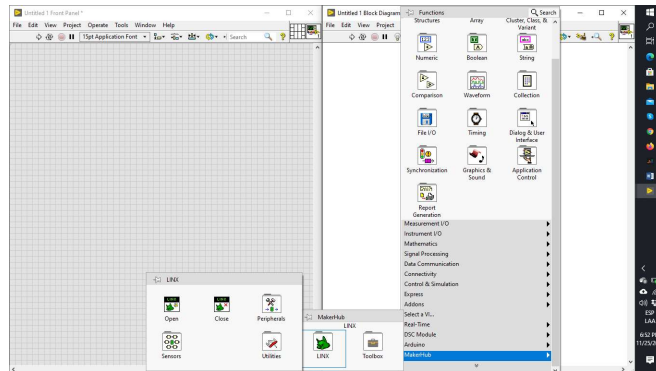 Untitled 1 Front Panel *
File Edit View Project Operate Tools Window Help
15pt Application Font
Search
Untitled 1 Block Diagram
File Edit View Project
Functions
Search
Structures
Array
Cluster, Class, & Variant
Numeric
Boolean
String
Comparison
Waveform
Collection
File I/O
Timing
Dialog & User Interface
Synchronization
Graphics & Sound
Application Control
Report Generation
Measurement I/O
Instrument I/O
Mathematics
Signal Processing
Data Communication
Connectivity
Control & Simulation
Express
Addons
Select a VI...
Real-Time
DSC Module
Arduino
MakerHub
MakerHub
LINX
LINX
Toolbox
LINX
Open
Close
Peripherals
Sensors
Utilities
ESP
LAA
6:52 P
11/25/2